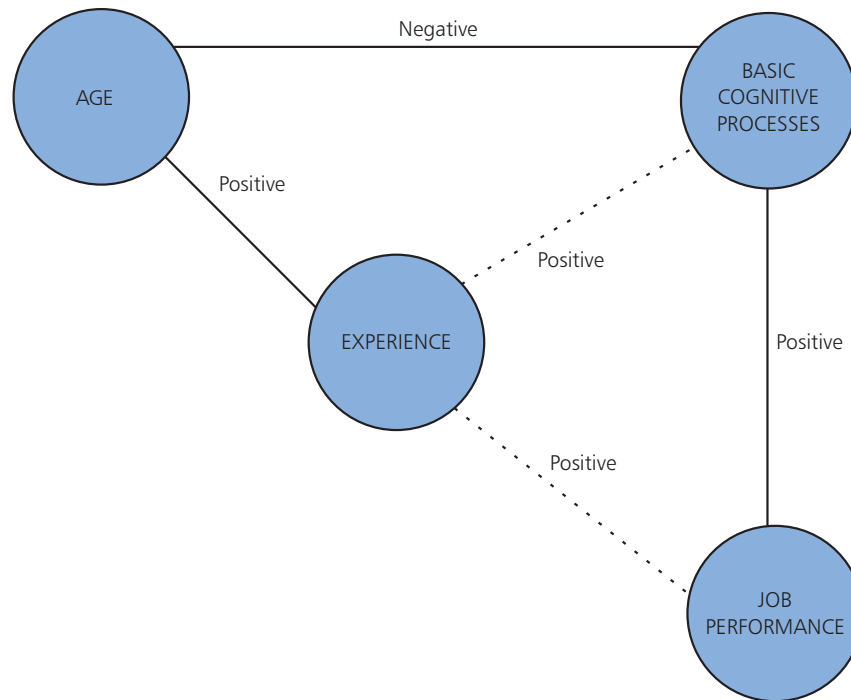 Negative
AGE
BASIC
COGNITIVE
PROCESSES
Positive
Positive
EXPERIENCE
Positive
Positive
JOB
PERFORMANCE